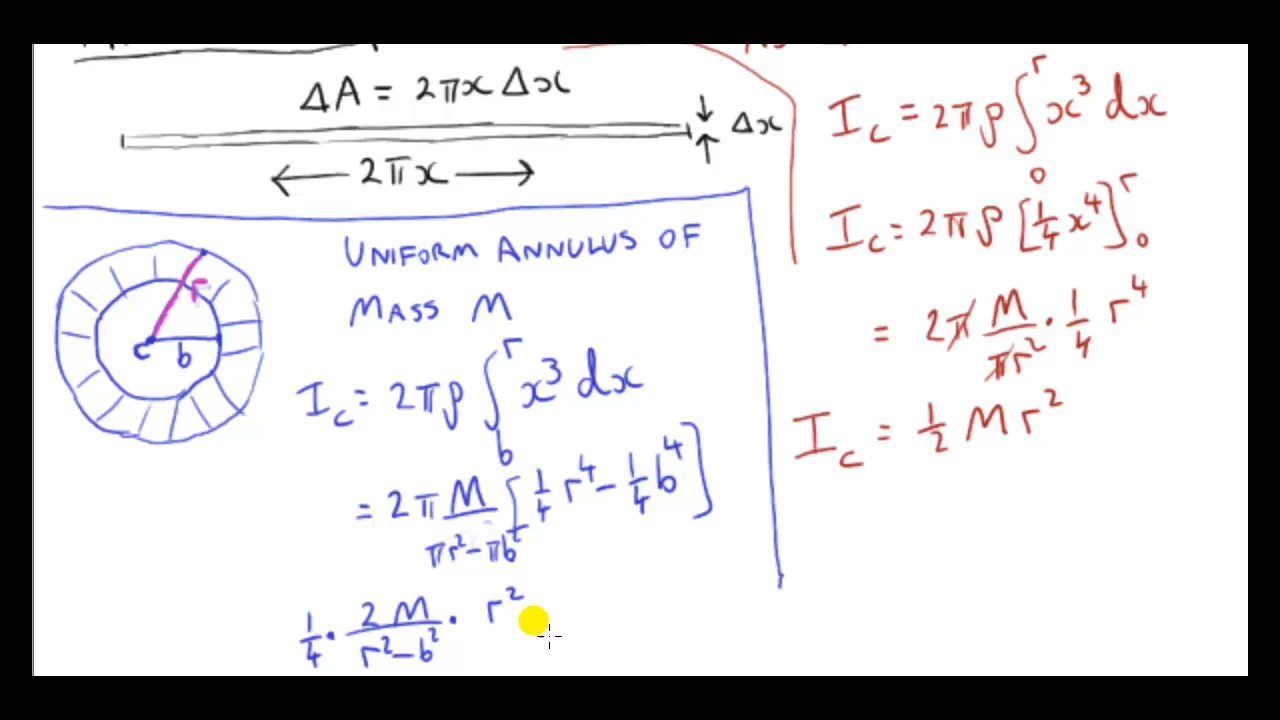 ΔA = 2πx Δx
Δx
2πx
UNIFORM ANNULUS OF
MASS M
r
c
b
I_c = 2πρ ∫_b^r x³ dx
= 2π M/(πr² - πb²) [1/4 r⁴ - 1/4 b⁴]
1/4 · 2M/(r² - b²) · r²
I_c = 2πρ ∫_0^r x³ dx
I_c = 2πρ [1/4 x⁴]_0^r
= 2π M/(πr²) · 1/4 r⁴
I_c = 1/2 M r²